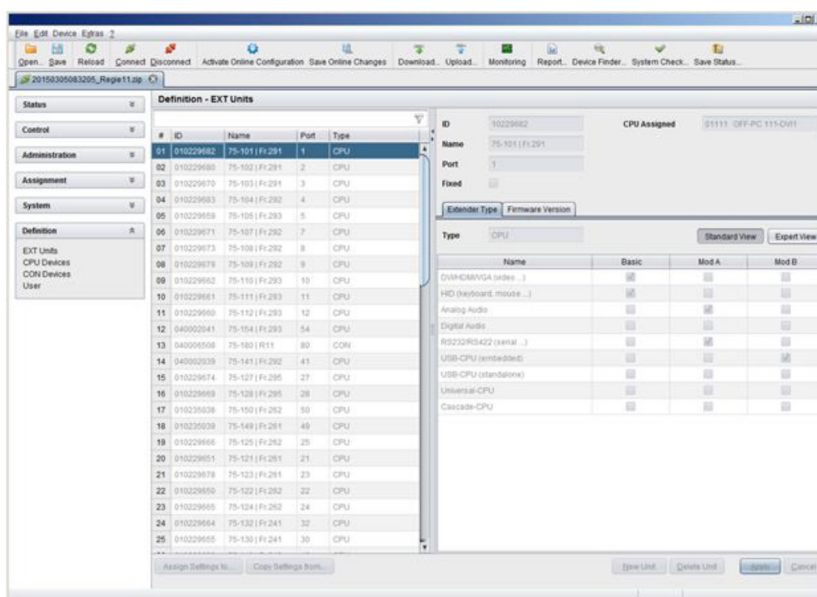 File Edit Device Extras ?
Open... Save Reload Connect Disconnect Activate Online Configuration Save Online Changes Download... Upload... Monitoring Report... Device Finder... System Check... Save Status...
20150305083205_Regie11.zip
Status
Control
Administration
Assignment
System
Definition
EXT Units
CPU Devices
CON Devices
User
Definition - EXT Units
# ID Name Port Type
01 010229682 75-101 | Fr.291 1 CPU
02 010229680 75-102 | Fr.291 2 CPU
03 010229670 75-103 | Fr.291 3 CPU
04 010229683 75-104 | Fr.292 4 CPU
05 010229659 75-105 | Fr.293 5 CPU
06 010229671 75-107 | Fr.292 7 CPU
07 010229673 75-108 | Fr.292 8 CPU
08 010229679 75-109 | Fr.292 9 CPU
09 010229662 75-110 | Fr.293 10 CPU
10 010229661 75-111 | Fr.293 11 CPU
11 010229660 75-112 | Fr.293 12 CPU
12 040002041 75-154 | Fr.283 54 CPU
13 040006508 75-180 | R11 80 CON
14 040002039 75-141 | Fr.292 41 CPU
15 010229674 75-127 | Fr.295 27 CPU
16 010229669 75-128 | Fr.295 28 CPU
17 010235038 75-150 | Fr.262 50 CPU
18 010235039 75-149 | Fr.261 49 CPU
19 010229666 75-125 | Fr.262 25 CPU
20 010229651 75-121 | Fr.261 21 CPU
21 010229678 75-123 | Fr.261 23 CPU
22 010229650 75-122 | Fr.262 22 CPU
23 010229665 75-124 | Fr.262 24 CPU
24 010229664 75-132 | Fr.241 32 CPU
25 010229655 75-130 | Fr.241 30 CPU
Assign Settings to... Copy Settings from...
ID 10229682 CPU Assigned 01111 OFF-PC 111-DVI1
Name 75-101 | Fr.291
Port 1
Fixed
Extender Type Firmware Version
Type CPU Standard View Expert View
Name Basic Mod A Mod B
DVI/HDMI/VGA (video ...)
HID (keyboard, mouse ...)
Analog Audio
Digital Audio
RS232/RS422 (serial ...)
USB-CPU (embedded)
USB-CPU (standalone)
Universal-CPU
Cascade-CPU
New Unit Delete Unit Apply Cancel